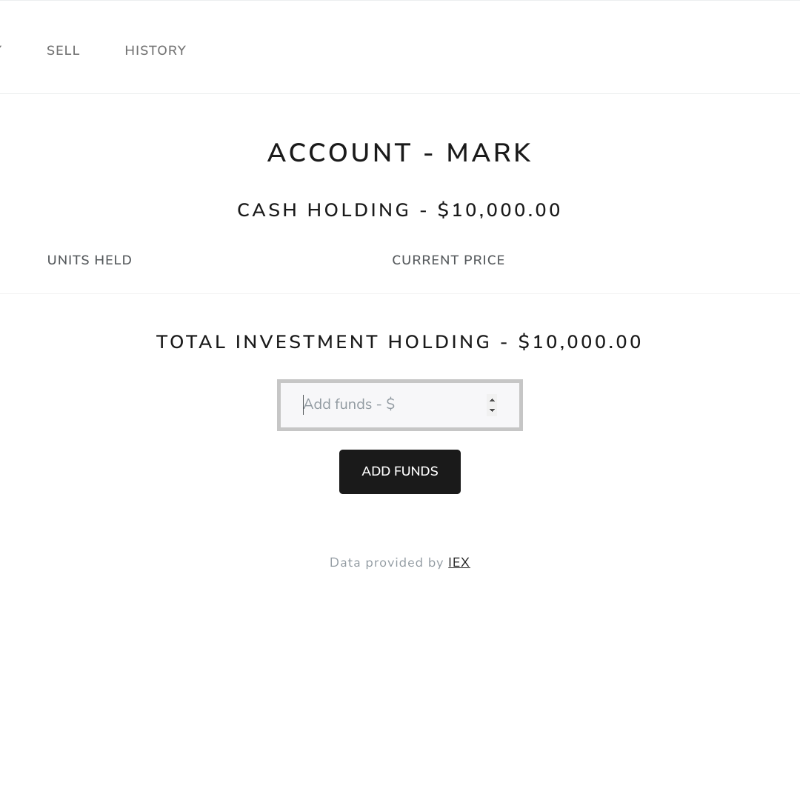 SELL HISTORY
ACCOUNT - MARK
CASH HOLDING - $10,000.00
UNITS HELD CURRENT PRICE
TOTAL INVESTMENT HOLDING - $10,000.00
Add funds - $
ADD FUNDS
Data provided by IEX